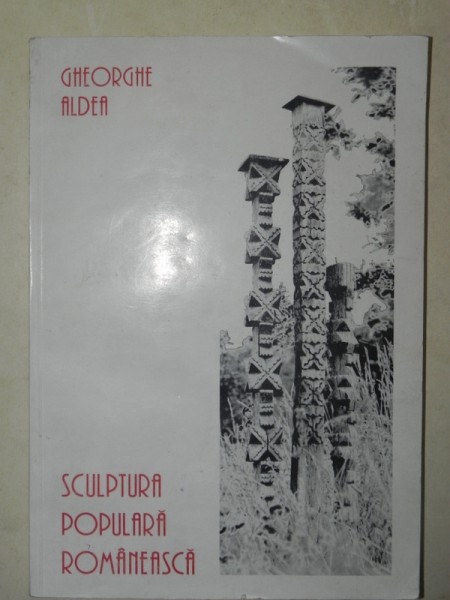 GHEORGHE
ALDEA
SCULPTURA
POPULARĂ
ROMÂNEASCĂ